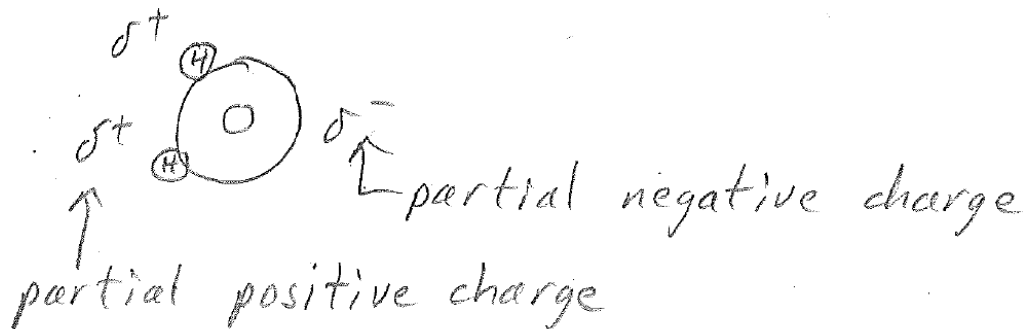 δ+
H
O
δ+
δ-
H
partial negative charge
partial positive charge